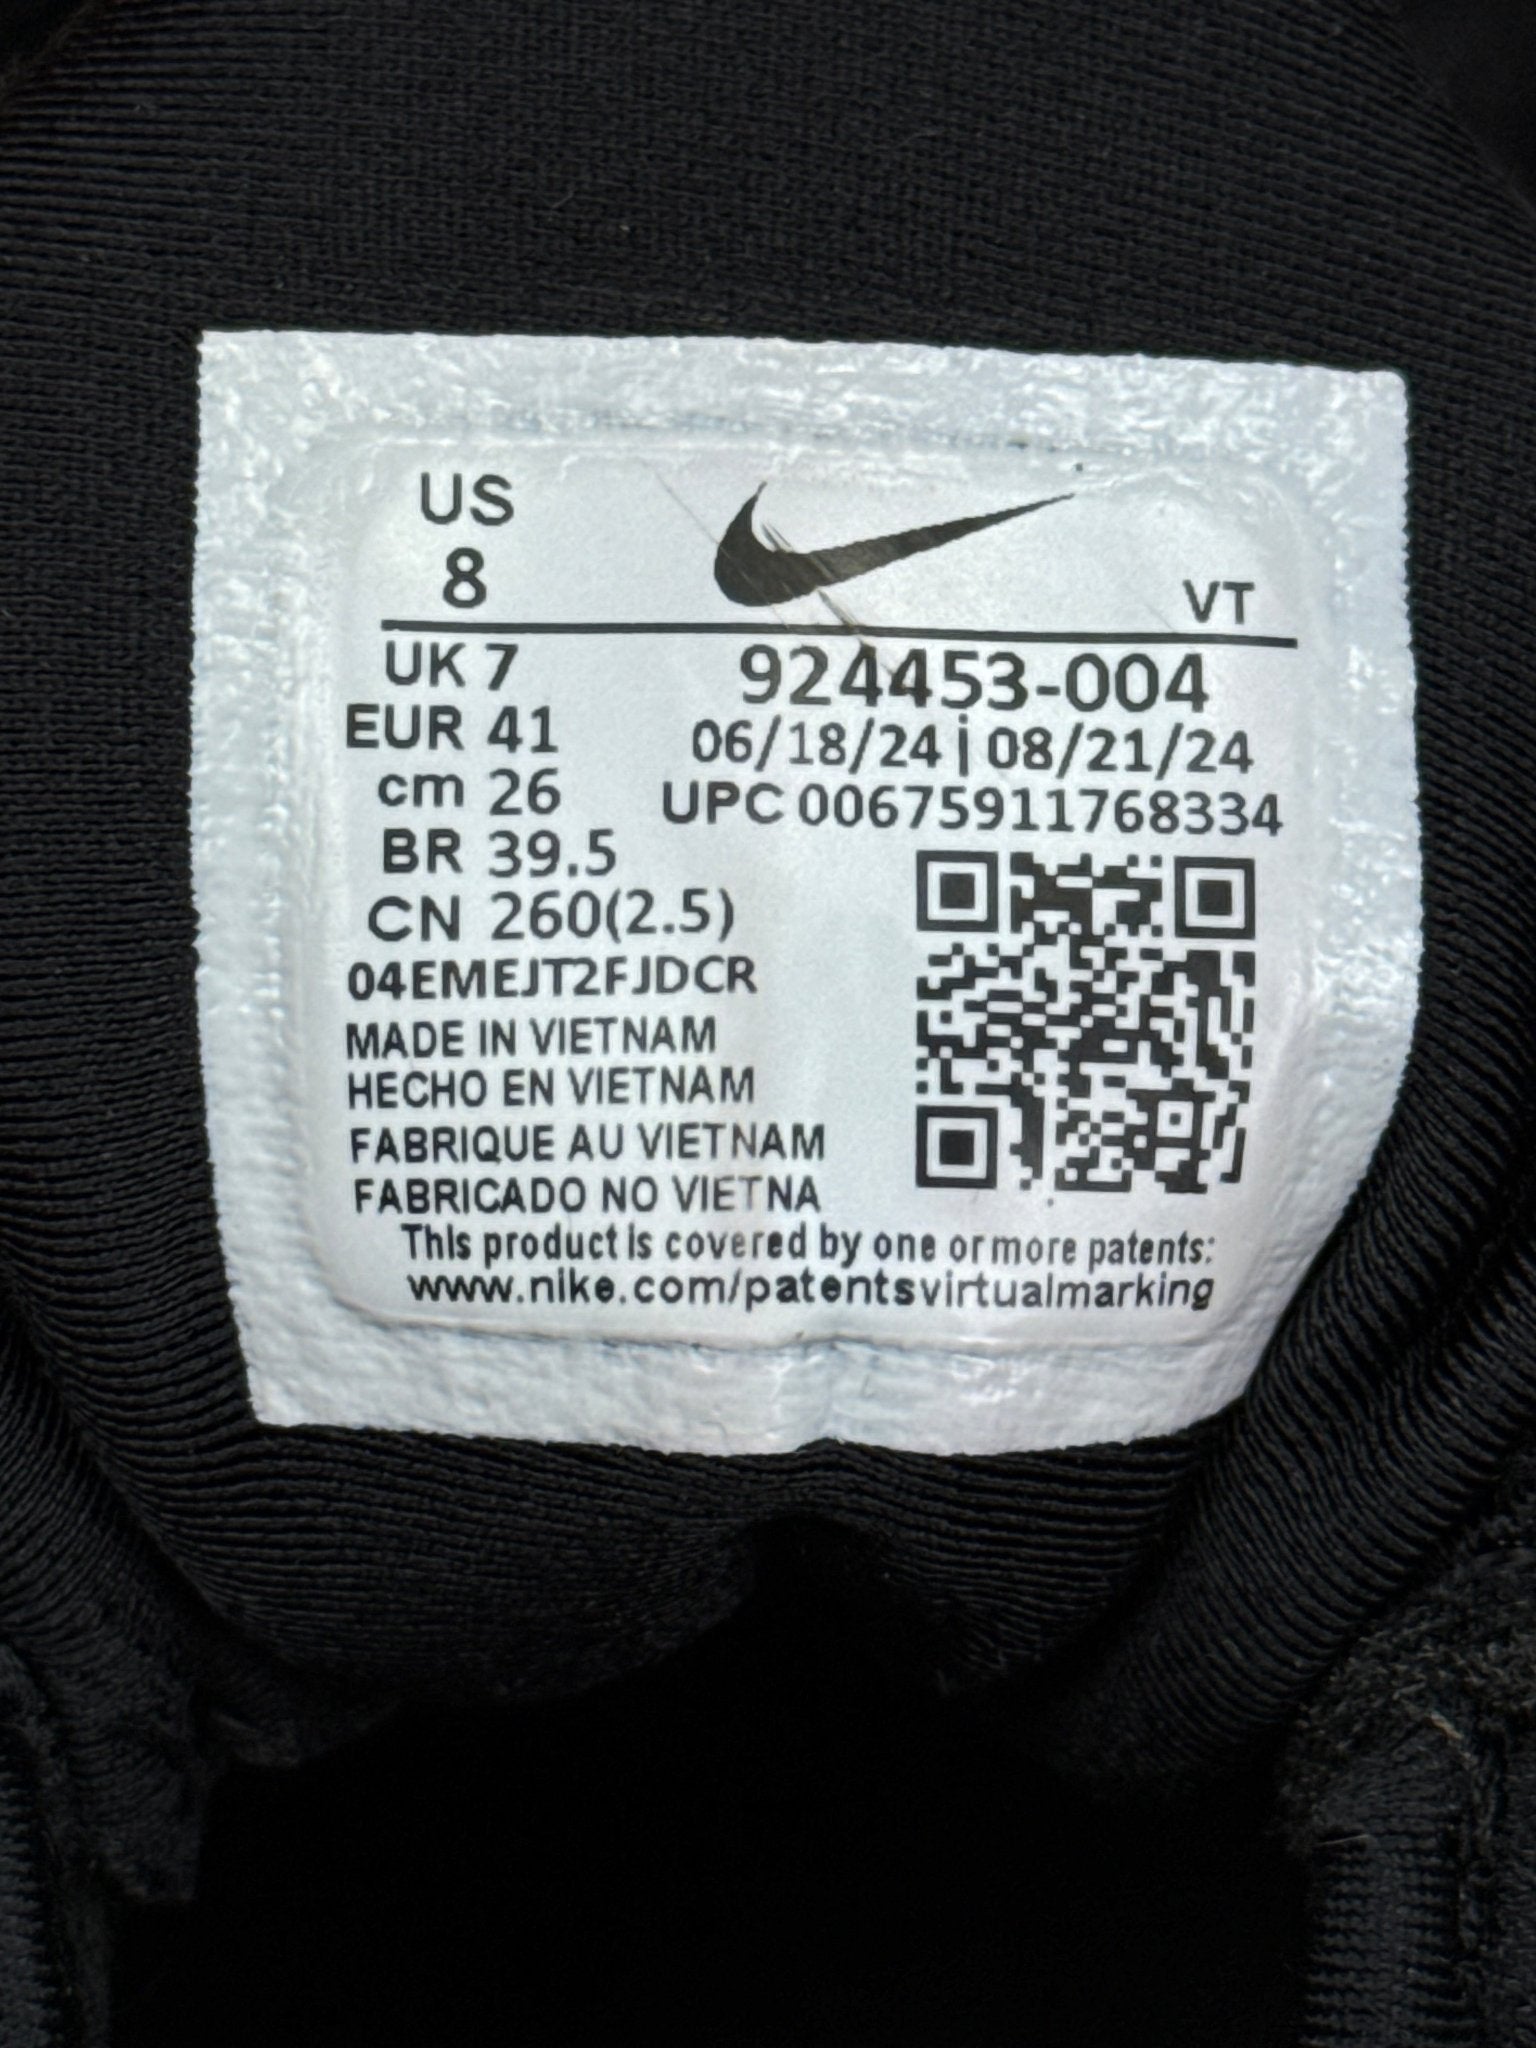 US
8
VT
UK 7
924453-004
EUR 41
06/18/24 | 08/21/24
cm 26
UPC 00675911768334
BR 39.5
CN 260(2.5)
04EMEJT2FJDCR
MADE IN VIETNAM
HECHO EN VIETNAM
FABRIQUE AU VIETNAM
FABRICADO NO VIETNA
This product is covered by one or more patents:
www.nike.com/patentsvirtualmarking